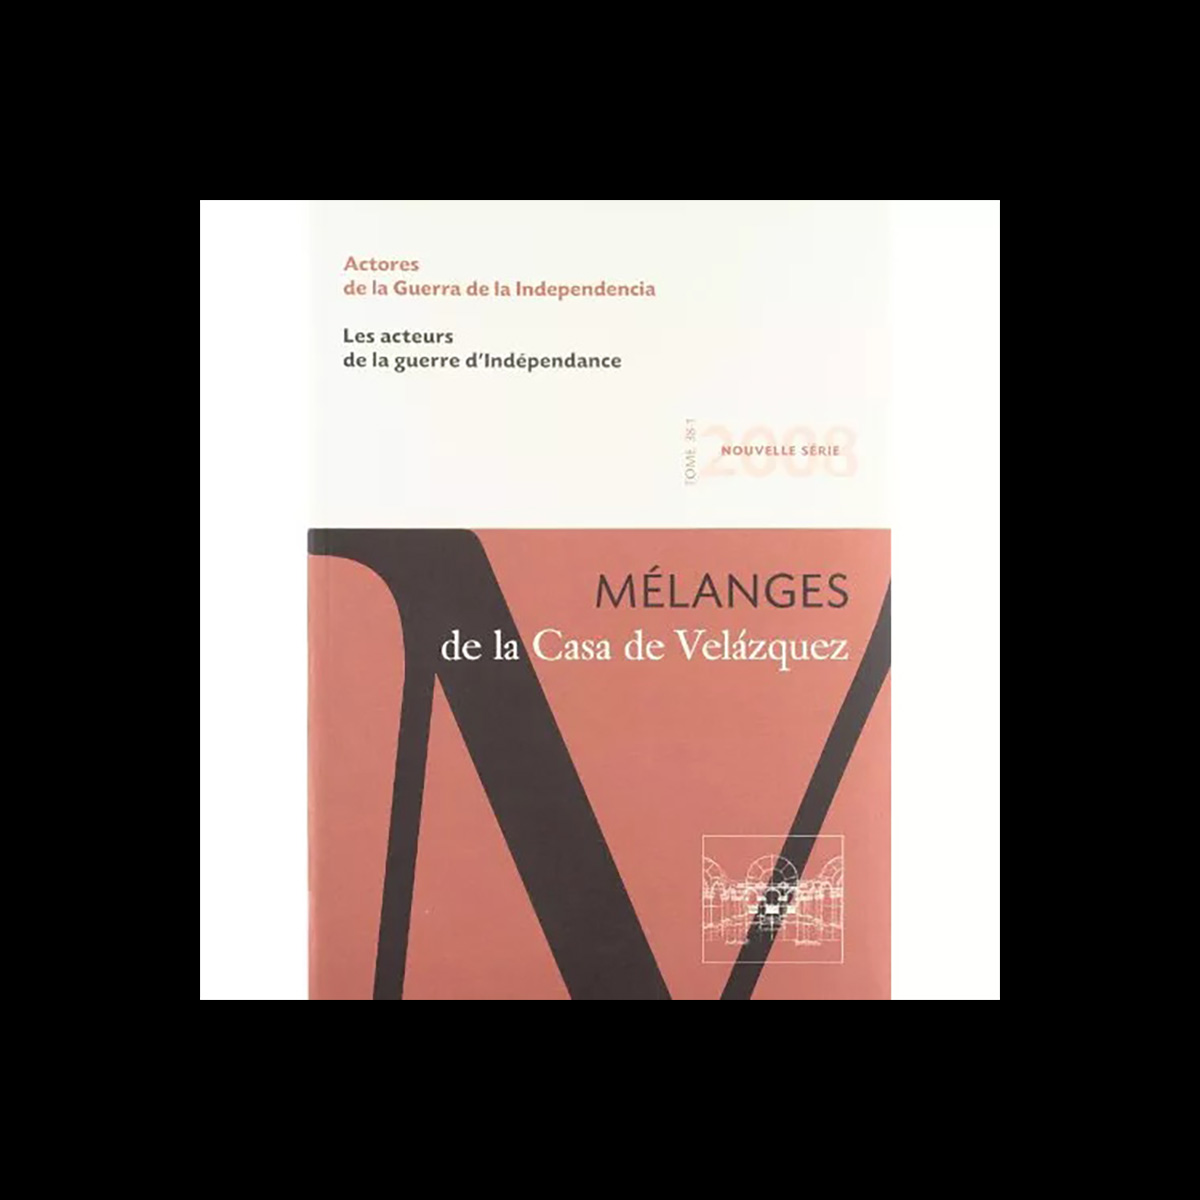 Actores
de la Guerra de la Independencia
Les acteurs
de la guerre d'Indépendance
TOME 38-1
2008
NOUVELLE SÉRIE
MÉLANGES
de la Casa de Velázquez